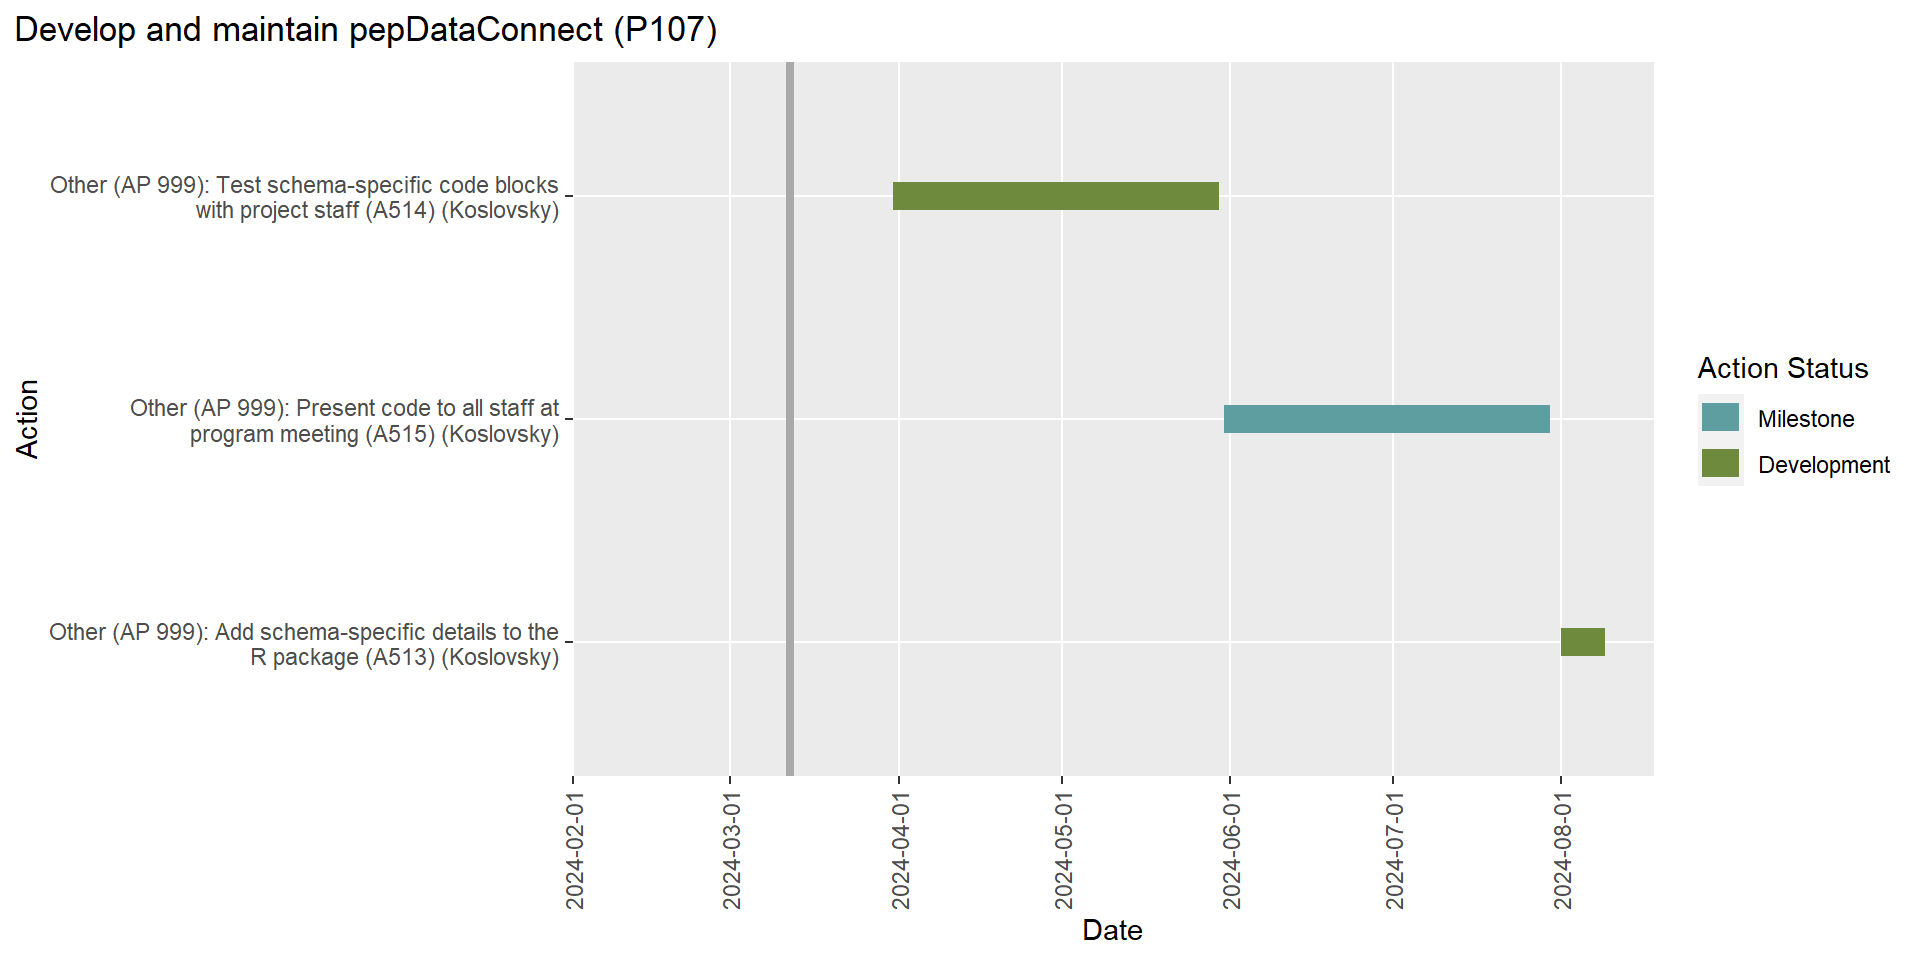 Develop and maintain pepDataConnect (P107)
Action
Other (AP 999): Test schema-specific code blocks
with project staff (A514) (Koslovsky)
Other (AP 999): Present code to all staff at
program meeting (A515) (Koslovsky)
Other (AP 999): Add schema-specific details to the
R package (A513) (Koslovsky)
2024-02-01
2024-03-01
2024-04-01
2024-05-01
2024-06-01
2024-07-01
2024-08-01
Date
Action Status
Milestone
Development